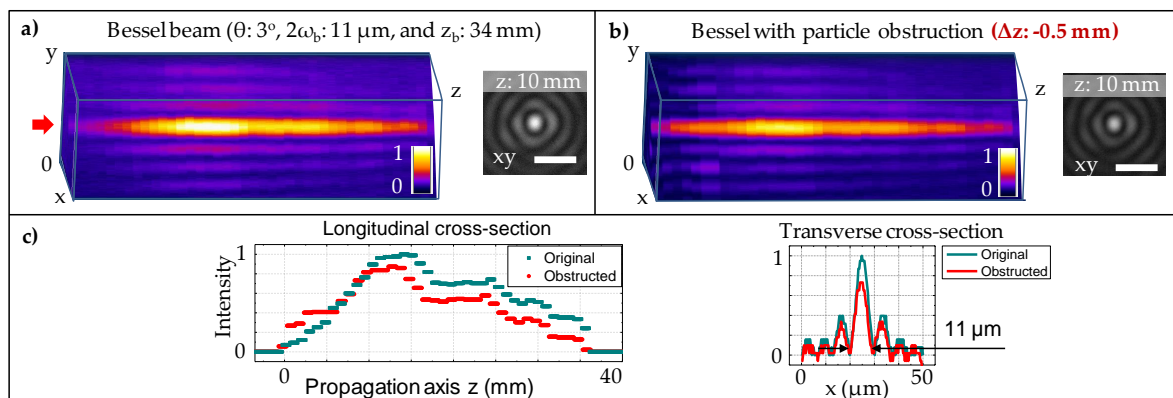 a)
Bessel beam (θ: 3°, 2ω_b: 11 μm, and z_b: 34 mm)
y
z
0
x
1
0
z: 10 mm
xy
b)
Bessel with particle obstruction (Δz: -0.5 mm)
y
z
0
x
1
0
z: 10 mm
xy
c)
Longitudinal cross-section
1
Original
Obstructed
Intensity
0
0
40
Propagation axis z (mm)
Transverse cross-section
1
Original
Obstructed
11 μm
0
0
50
x (μm)